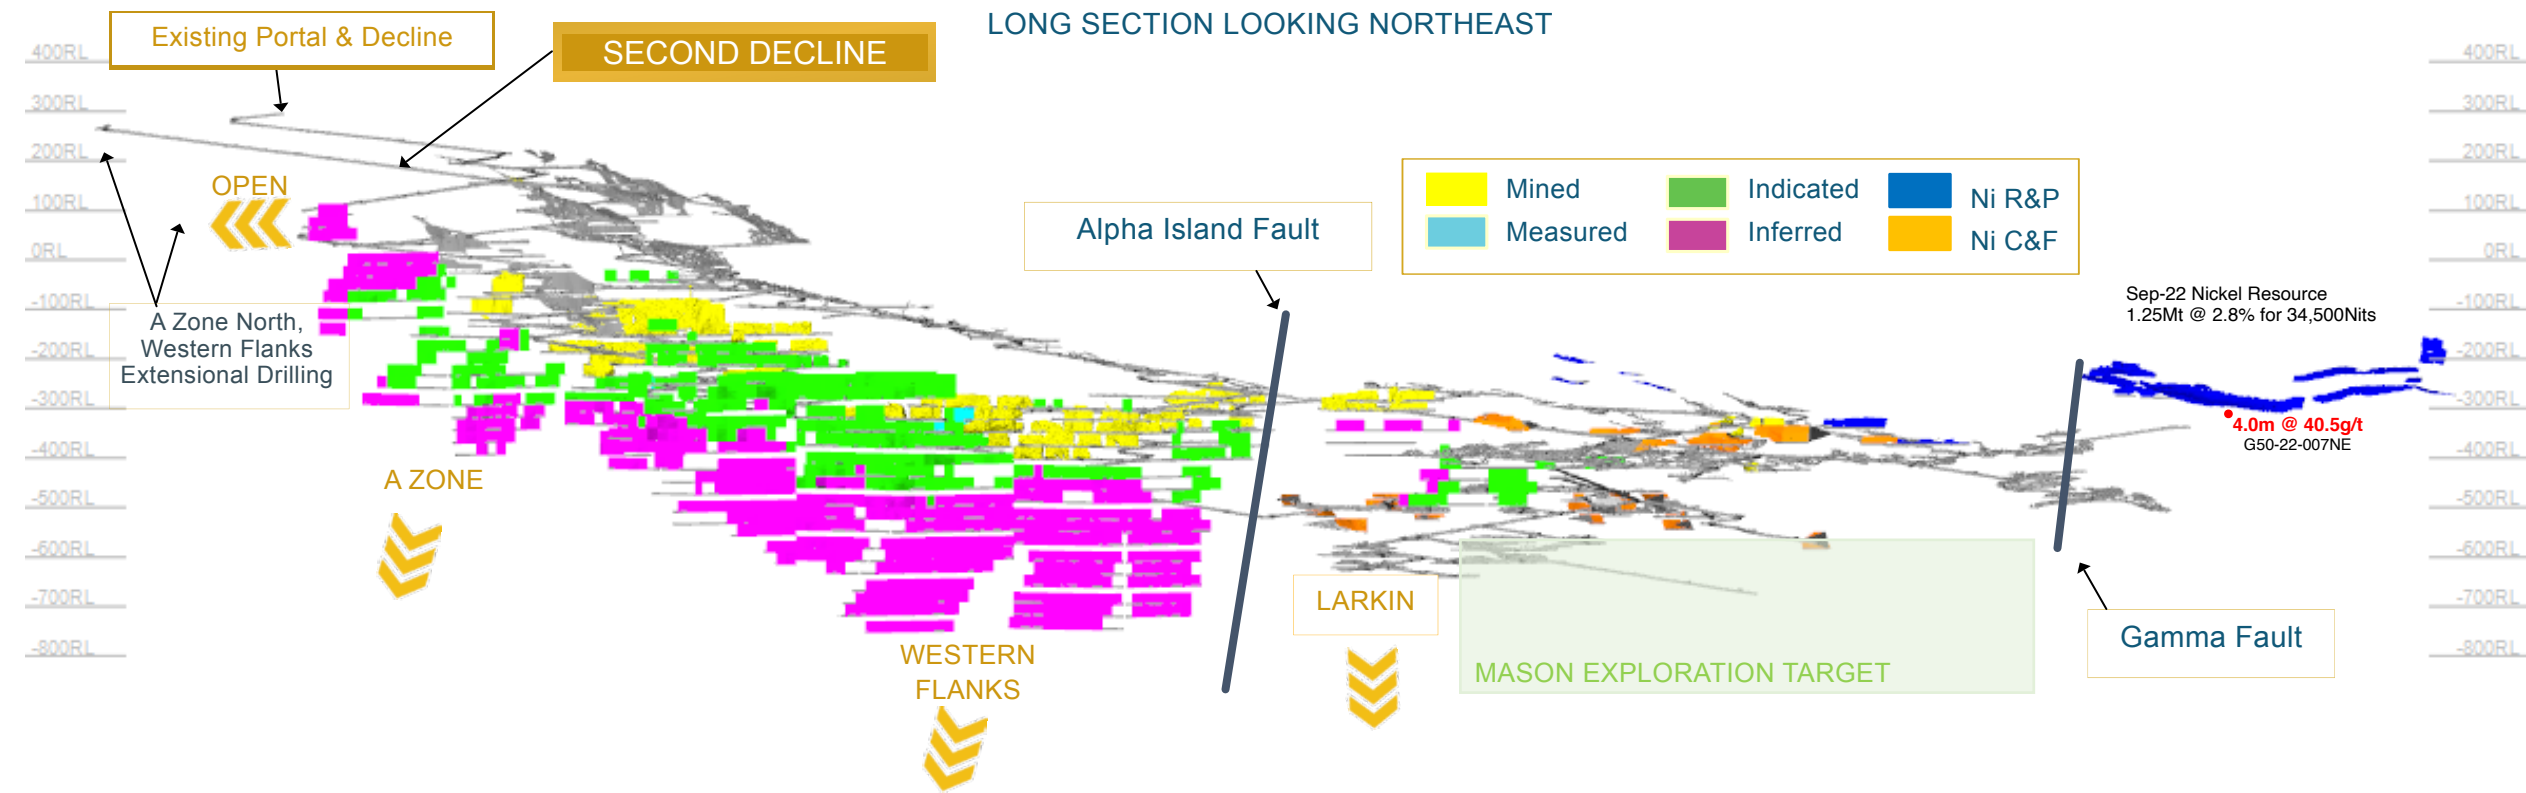 LONG SECTION LOOKING NORTHEAST
Existing Portal & Decline
SECOND DECLINE
400RL
300RL
200RL
100RL
0RL
-100RL
-200RL
-300RL
-400RL
-500RL
-600RL
-700RL
-800RL
OPEN
A Zone North,
Western Flanks
Extensional Drilling
A ZONE
WESTERN
FLANKS
Alpha Island Fault
LARKIN
MASON EXPLORATION TARGET
Mined
Indicated
Ni R&P
Measured
Inferred
Ni C&F
Sep-22 Nickel Resource
1.25Mt @ 2.8% for 34,500Nits
4.0m @ 40.5g/t
G50-22-007NE
Gamma Fault
400RL
300RL
200RL
100RL
0RL
-100RL
-200RL
-300RL
-400RL
-500RL
-600RL
-700RL
-800RL